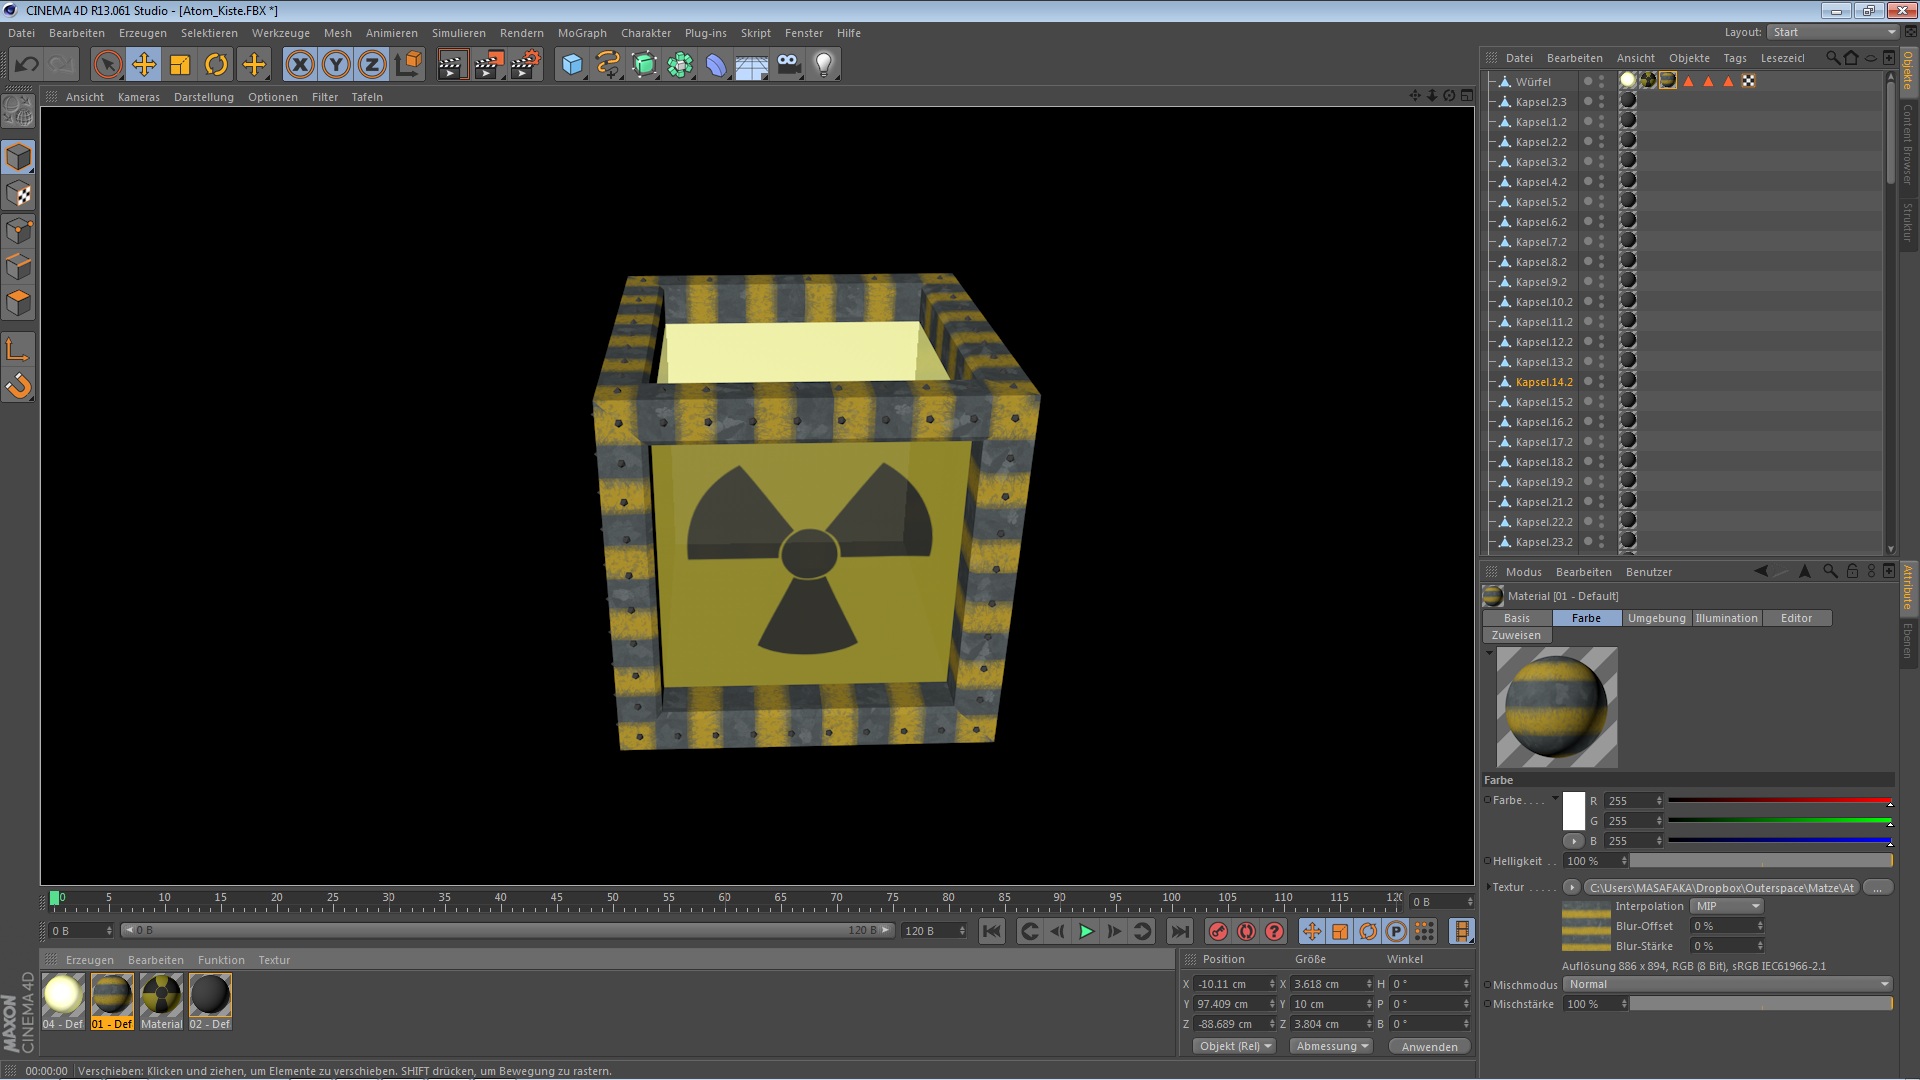 CINEMA 4D R13.061 Studio - [Atom_Kiste.FBX *]
Datei Bearbeiten Erzeugen Selektieren Werkzeuge Mesh Animieren Simulieren Rendern MoGraph Charakter Plug-ins Skript Fenster Hilfe
Layout: Start
Ansicht Kameras Darstellung Optionen Filter Tafeln
X Y Z
Datei Bearbeiten Ansicht Objekte Tags Lesezeicl
Würfel
Kapsel.2.3
Kapsel.1.2
Kapsel.2.2
Kapsel.3.2
Kapsel.4.2
Kapsel.5.2
Kapsel.6.2
Kapsel.7.2
Kapsel.8.2
Kapsel.9.2
Kapsel.10.2
Kapsel.11.2
Kapsel.12.2
Kapsel.13.2
Kapsel.14.2
Kapsel.15.2
Kapsel.16.2
Kapsel.17.2
Kapsel.18.2
Kapsel.19.2
Kapsel.21.2
Kapsel.22.2
Kapsel.23.2
Objekte
Content Browser
Struktur
Modus Bearbeiten Benutzer
Material [01 - Default]
Basis Farbe Umgebung Illumination Editor
Zuweisen
Attribute
Ebenen
Farbe
Farbe . . . . R 255
G 255
B 255
Helligkeit . . 100 %
Textur . . . . . C:\Users\MASAFAKA\Dropbox\Outerspace\Matze\At ...
Interpolation MIP
Blur-Offset 0 %
Blur-Stärke 0 %
Auflösung 886 x 894, RGB (8 Bit), sRGB IEC61966-2.1
Mischmodus Normal
Mischstärke 100 %
0 5 10 15 20 25 30 35 40 45 50 55 60 65 70 75 80 85 90 95 100 105 110 115 120 0 B
0 B 0 B 120 B 120 B
P
Erzeugen Bearbeiten Funktion Textur
04 - Def 01 - Def Material 02 - Def
Position Größe Winkel
X -10.11 cm X 3.618 cm H 0 °
Y 97.409 cm Y 10 cm P 0 °
Z -88.689 cm Z 3.804 cm B 0 °
Objekt (Rel) Abmessung Anwenden
MAXON
CINEMA 4D
00:00:00 Verschieben: Klicken und ziehen, um Elemente zu verschieben. SHIFT drücken, um Bewegung zu rastern.